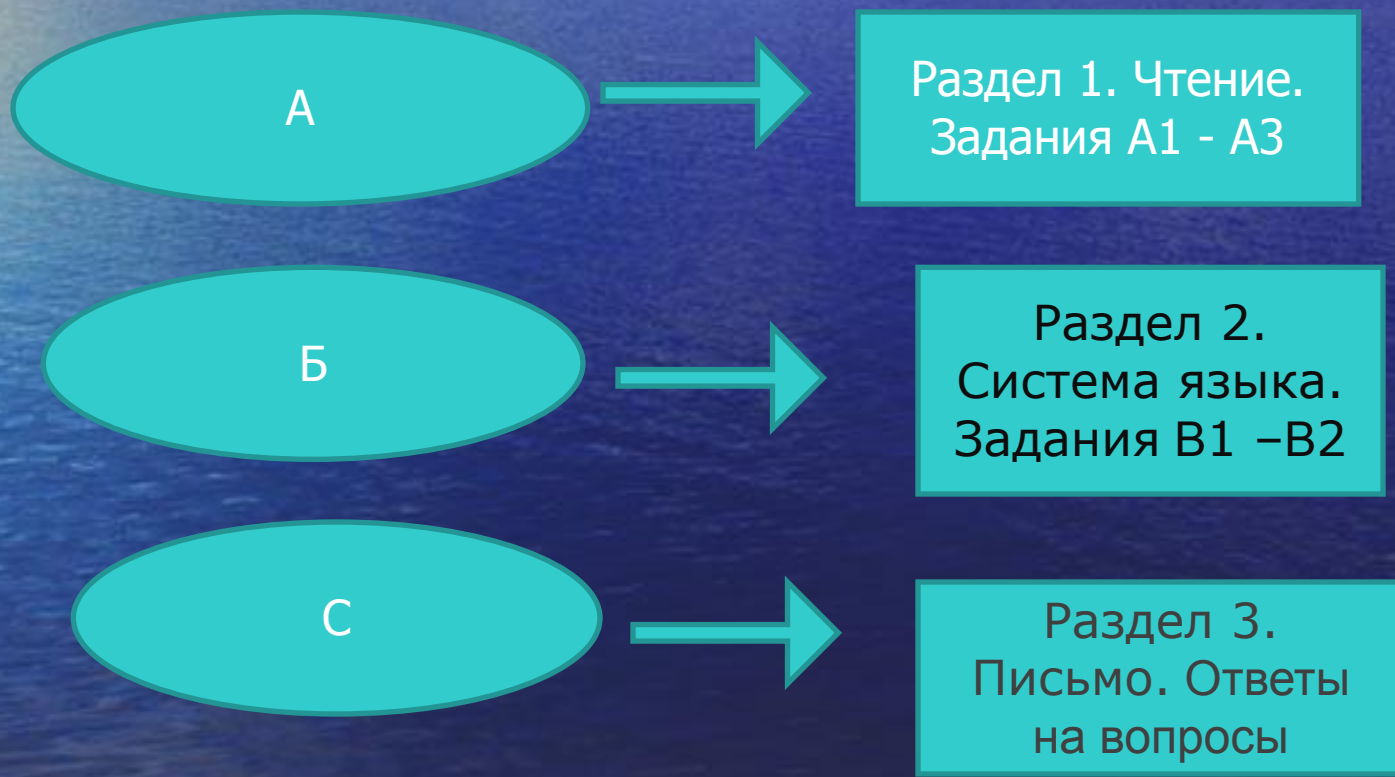 А
Раздел 1. Чтение.
Задания А1 - А3
Б
Раздел 2.
Система языка.
Задания В1 –В2
С
Раздел 3.
Письмо. Ответы
на вопросы